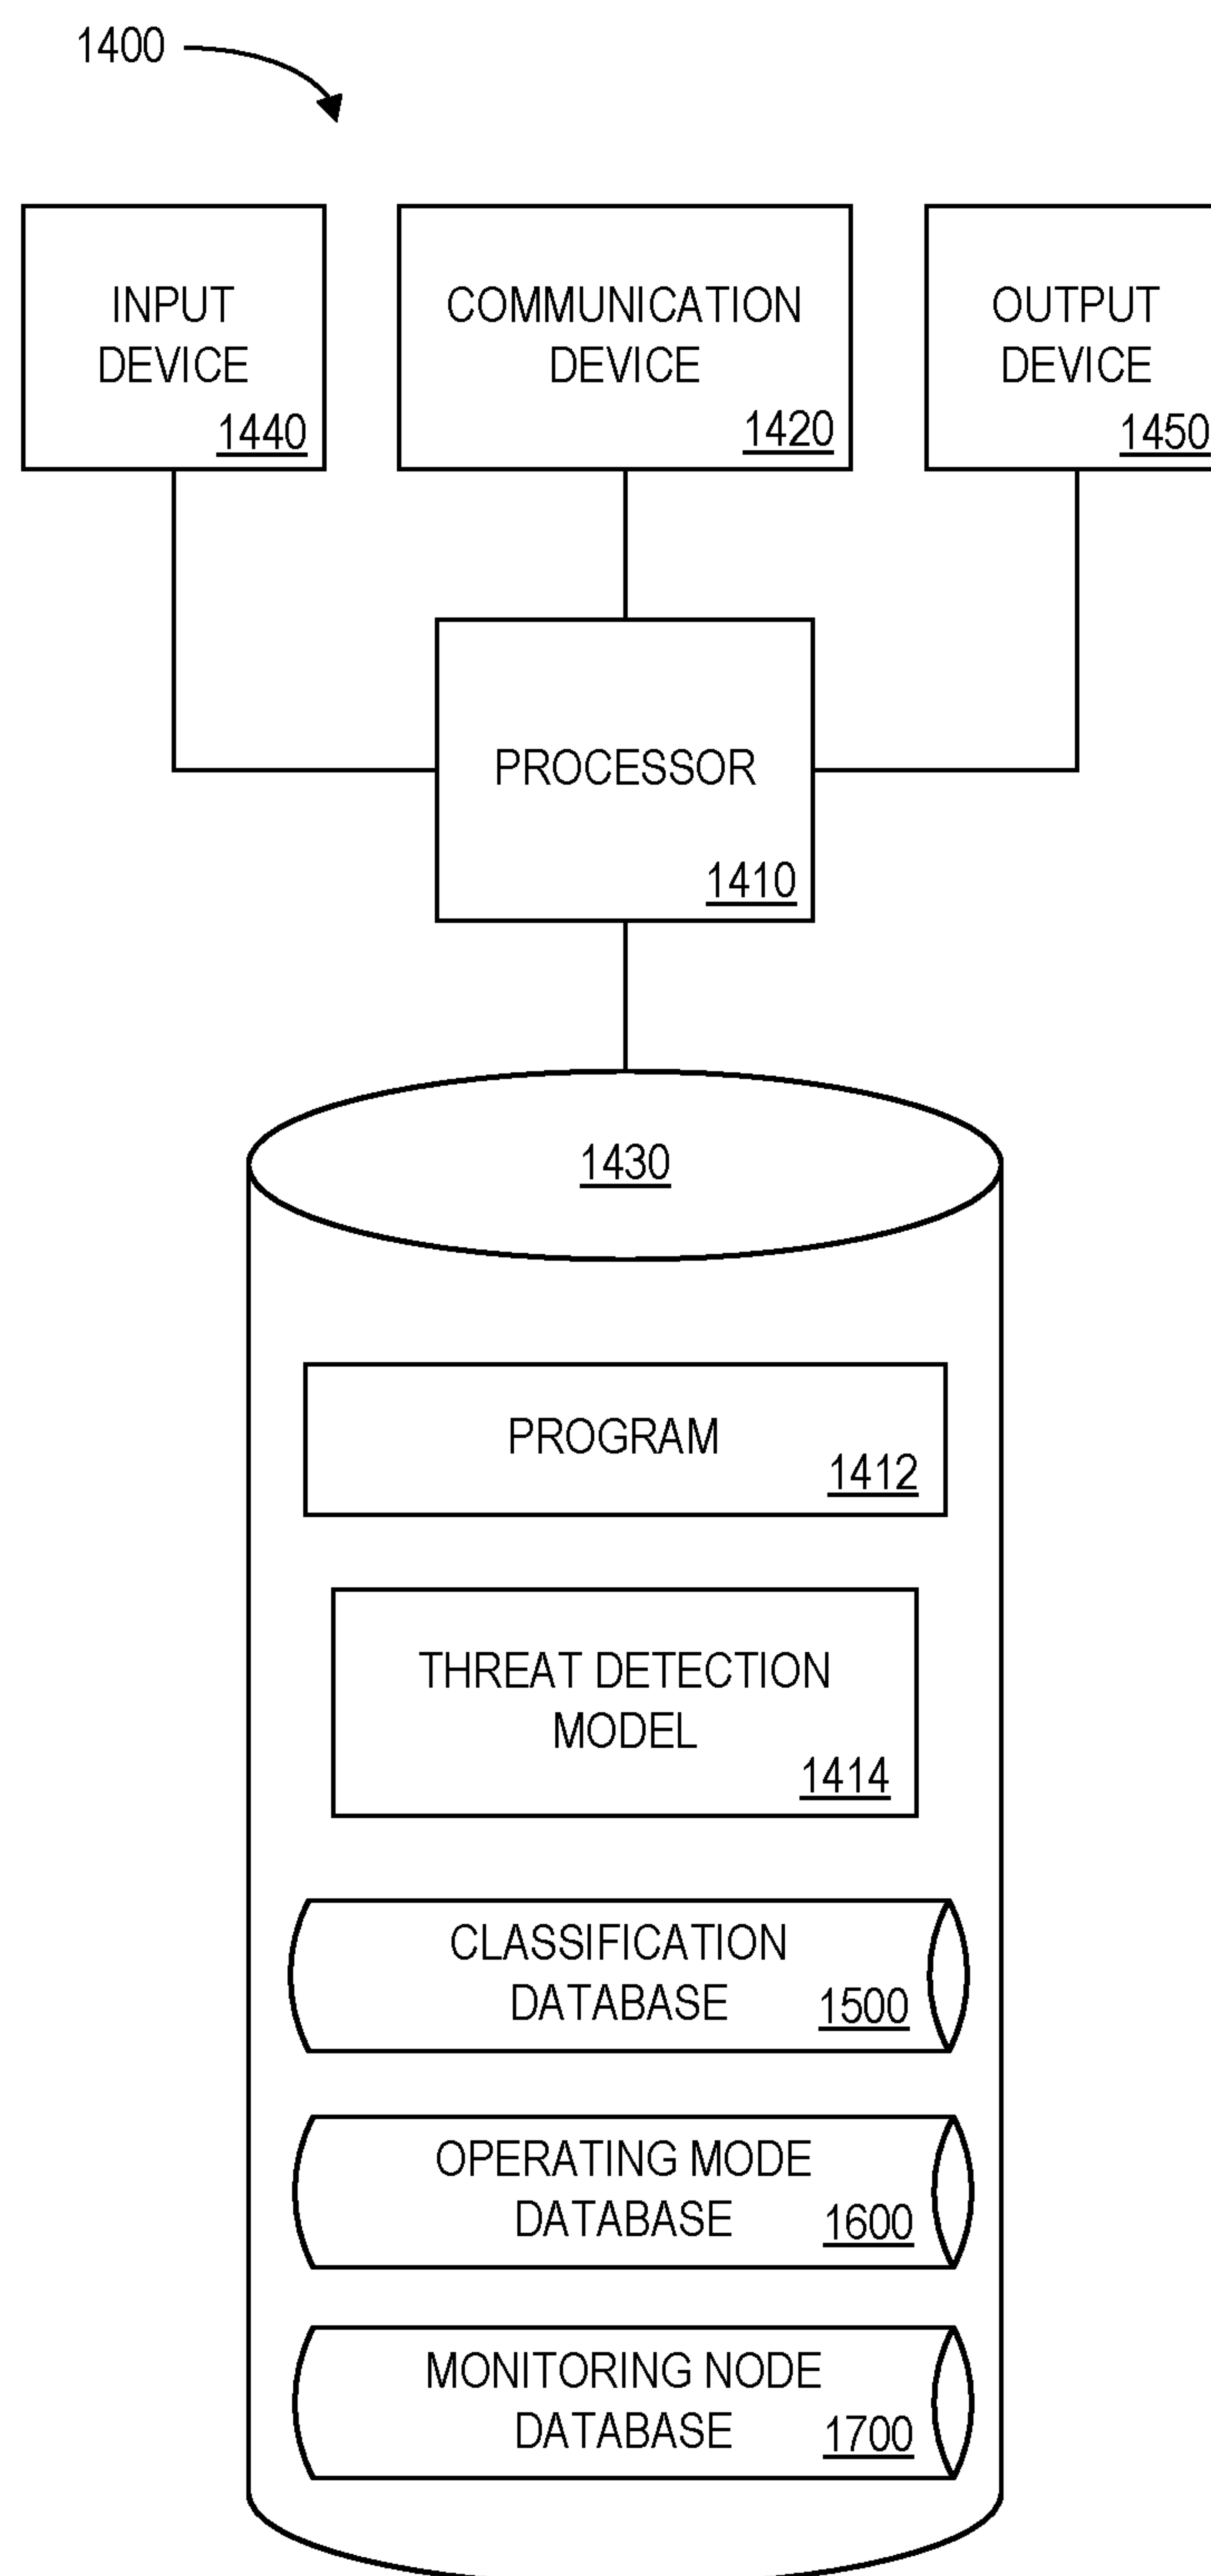 1400
INPUT
DEVICE
1440
COMMUNICATION
DEVICE
1420
OUTPUT
DEVICE
1450
PROCESSOR
1410
1430
PROGRAM
1412
THREAT DETECTION
MODEL
1414
CLASSIFICATION
DATABASE
1500
OPERATING MODE
DATABASE
1600
MONITORING NODE
DATABASE
1700